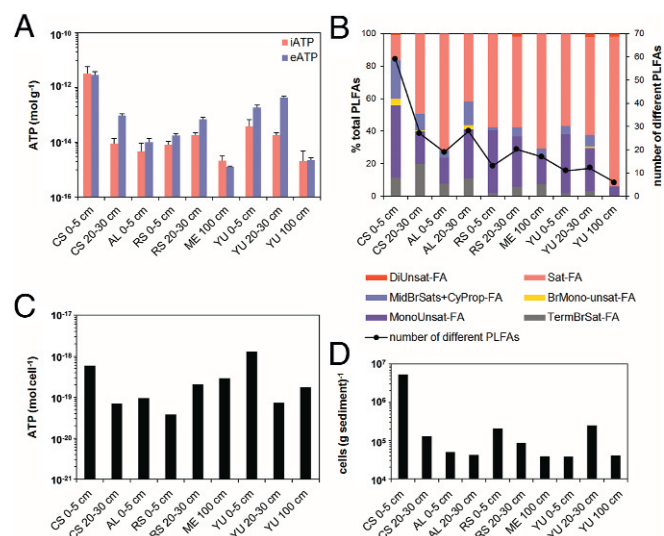 A
ATP (mol g⁻¹)
10⁻¹⁰
10⁻¹²
10⁻¹⁴
10⁻¹⁶
iATP
eATP
CS 0-5 cm
CS 20-30 cm
AL 0-5 cm
RS 0-5 cm
RS 20-30 cm
ME 100 cm
YU 0-5 cm
YU 20-30 cm
YU 100 cm
B
% total PLFAs
100
80
60
40
20
0
70
60
50
40
30
20
10
0
number of different PLFAs
CS 0-5 cm
CS 20-30 cm
AL 0-5 cm
AL 20-30 cm
RS 0-5 cm
RS 20-30 cm
ME 100 cm
YU 0-5 cm
YU 20-30 cm
YU 100 cm
DiUnsat-FA
Sat-FA
MidBrSats+CyProp-FA
BrMono-unsat-FA
MonoUnsat-FA
TermBrSat-FA
number of different PLFAs
C
ATP (mol cell⁻¹)
10⁻¹⁷
10⁻¹⁸
10⁻¹⁹
10⁻²⁰
10⁻²¹
CS 0-5 cm
CS 20-30 cm
AL 0-5 cm
RS 0-5 cm
RS 20-30 cm
ME 100 cm
YU 0-5 cm
YU 20-30 cm
YU 100 cm
D
cells (g sediment)⁻¹
10⁷
10⁶
10⁵
10⁴
CS 0-5 cm
CS 20-30 cm
AL 0-5 cm
AL 20-30 cm
RS 0-5 cm
RS 20-30 cm
ME 100 cm
YU 0-5 cm
YU 20-30 cm
YU 100 cm